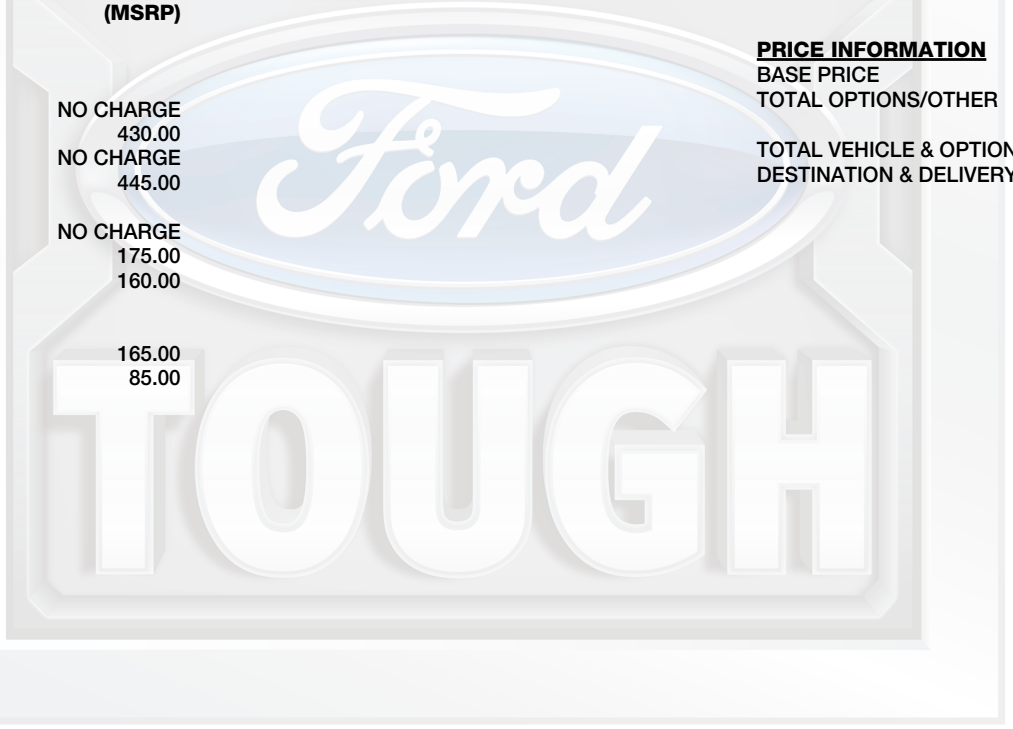 (MSRP)
NO CHARGE
430.00
NO CHARGE
445.00
NO CHARGE
175.00
160.00
165.00
85.00
PRICE INFORMATION
BASE PRICE
TOTAL OPTIONS/OTHER
TOTAL VEHICLE & OPTION
DESTINATION & DELIVERY
Ford
TOUGH